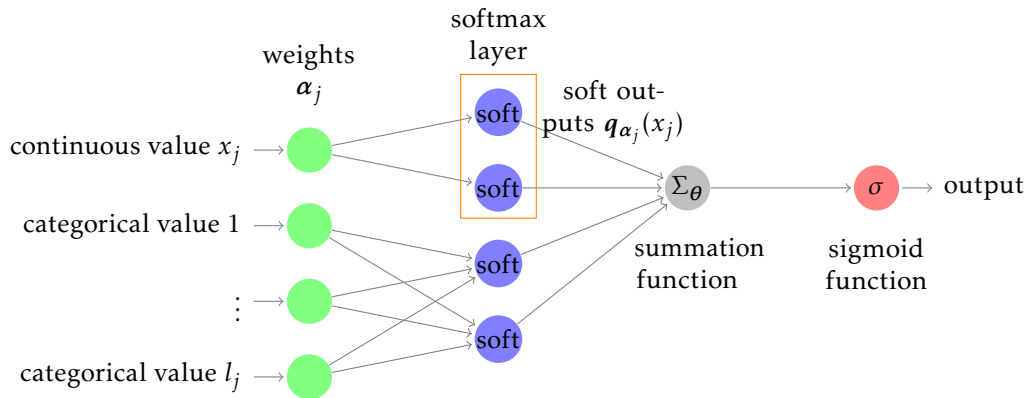 softmax
layer
weights
α_j
soft out-
puts q_{α_j}(x_j)
continuous value x_j
soft
soft
categorical value 1
Σ_θ
σ
output
soft
summation
function
sigmoid
function
⋮
soft
categorical value l_j